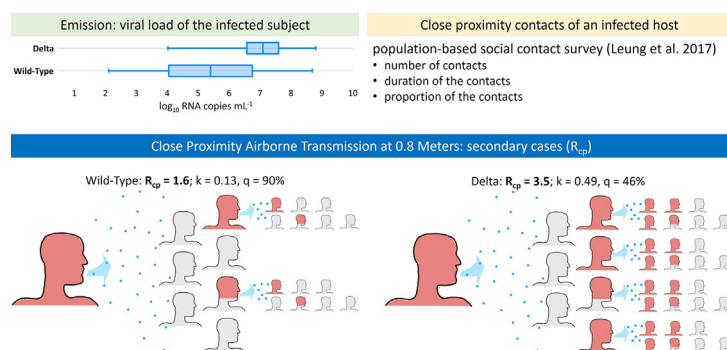 Emission: viral load of the infected subject
Delta
Wild-Type
1 2 3 4 5 6 7 8 9 10
log10 RNA copies mL-1
Close proximity contacts of an infected host
population-based social contact survey (Leung et al. 2017)
• number of contacts
• duration of the contacts
• proportion of the contacts
Close Proximity Airborne Transmission at 0.8 Meters: secondary cases (Rcp)
Wild-Type: Rcp = 1.6; k = 0.13, q = 90%
Delta: Rcp = 3.5; k = 0.49, q = 46%